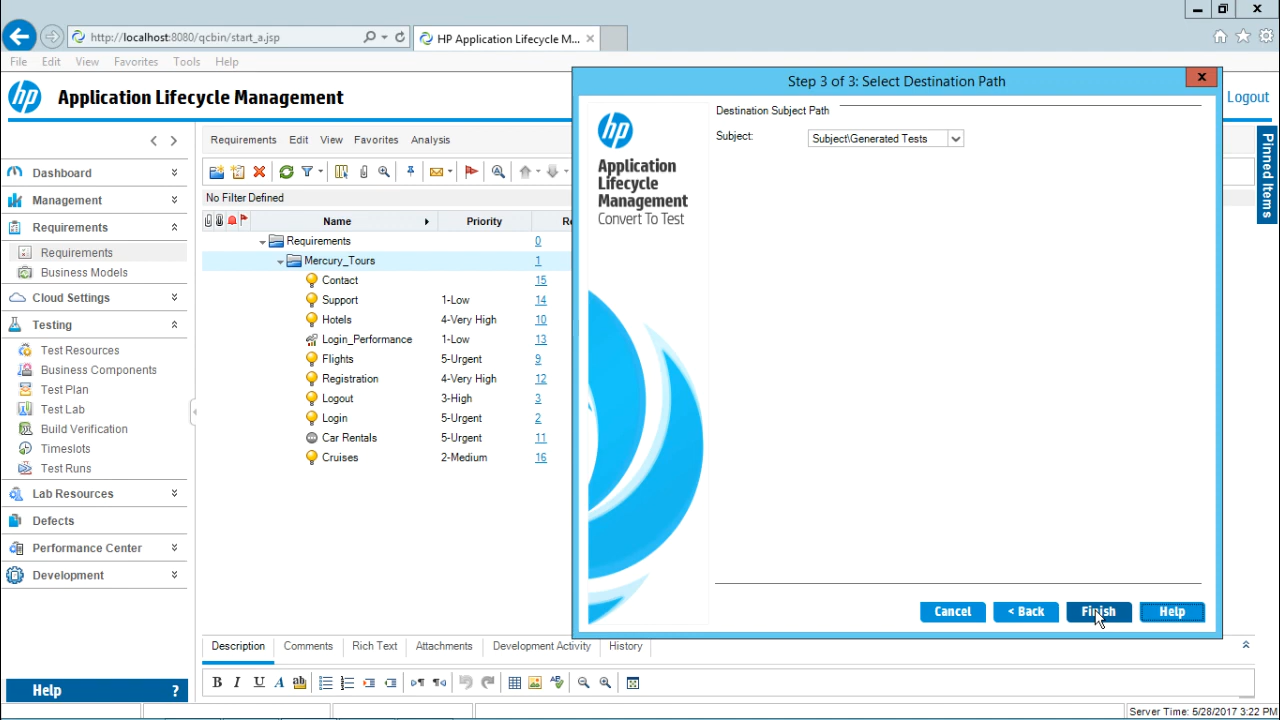 http://localhost:8080/qcbin/start_a.jsp
HP Application Lifecycle M...
File Edit View Favorites Tools Help
hp Application Lifecycle Management
Logout
Pinned Items
Dashboard
Management
Requirements
Requirements
Business Models
Cloud Settings
Testing
Test Resources
Business Components
Test Plan
Test Lab
Build Verification
Timeslots
Test Runs
Lab Resources
Defects
Performance Center
Development
Help ?
Requirements Edit View Favorites Analysis
No Filter Defined
Name Priority Re
Requirements 0
Mercury_Tours 1
Contact 15
Support 1-Low 14
Hotels 4-Very High 10
Login_Performance 1-Low 13
Flights 5-Urgent 9
Registration 4-Very High 12
Logout 3-High 3
Login 5-Urgent 2
Car Rentals 5-Urgent 11
Cruises 2-Medium 16
Step 3 of 3: Select Destination Path
hp
Application
Lifecycle
Management
Convert To Test
Destination Subject Path
Subject: Subject\Generated Tests
Cancel < Back Finish Help
Description Comments Rich Text Attachments Development Activity History
B I U A ab
Server Time: 5/28/2017 3:22 PM